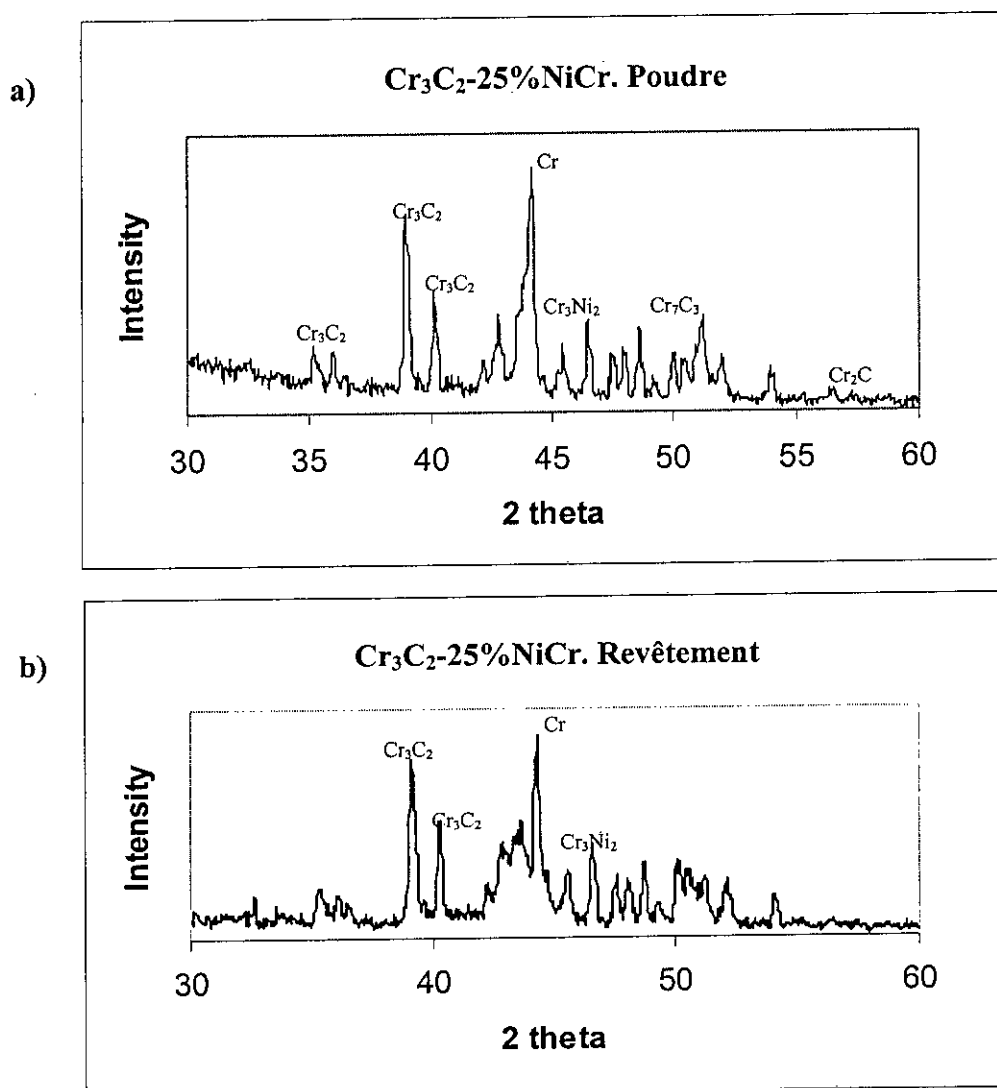 a)
Cr₃C₂-25%NiCr. Poudre
Cr
Cr₃C₂
Cr₃C₂
Cr₃Ni₂
Cr₇C₃
Cr₃C₂
Cr₂C
Intensity
30 35 40 45 50 55 60
2 theta
b)
Cr₃C₂-25%NiCr. Revêtement
Cr
Cr₃C₂
Cr₃C₂
Cr₃Ni₂
Intensity
30 40 50 60
2 theta